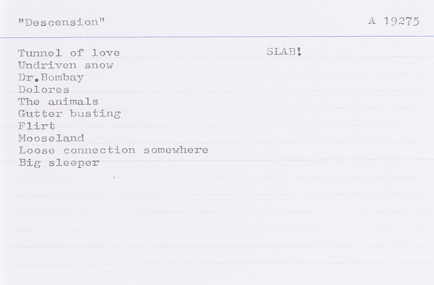 "Descension" A 19275
Tunnel of love SLAB!
Undriven snow
Dr.Bombay
Dolores
The animals
Gutter busting
Flirt
Mooseland
Loose connection somewhere
Big sleeper